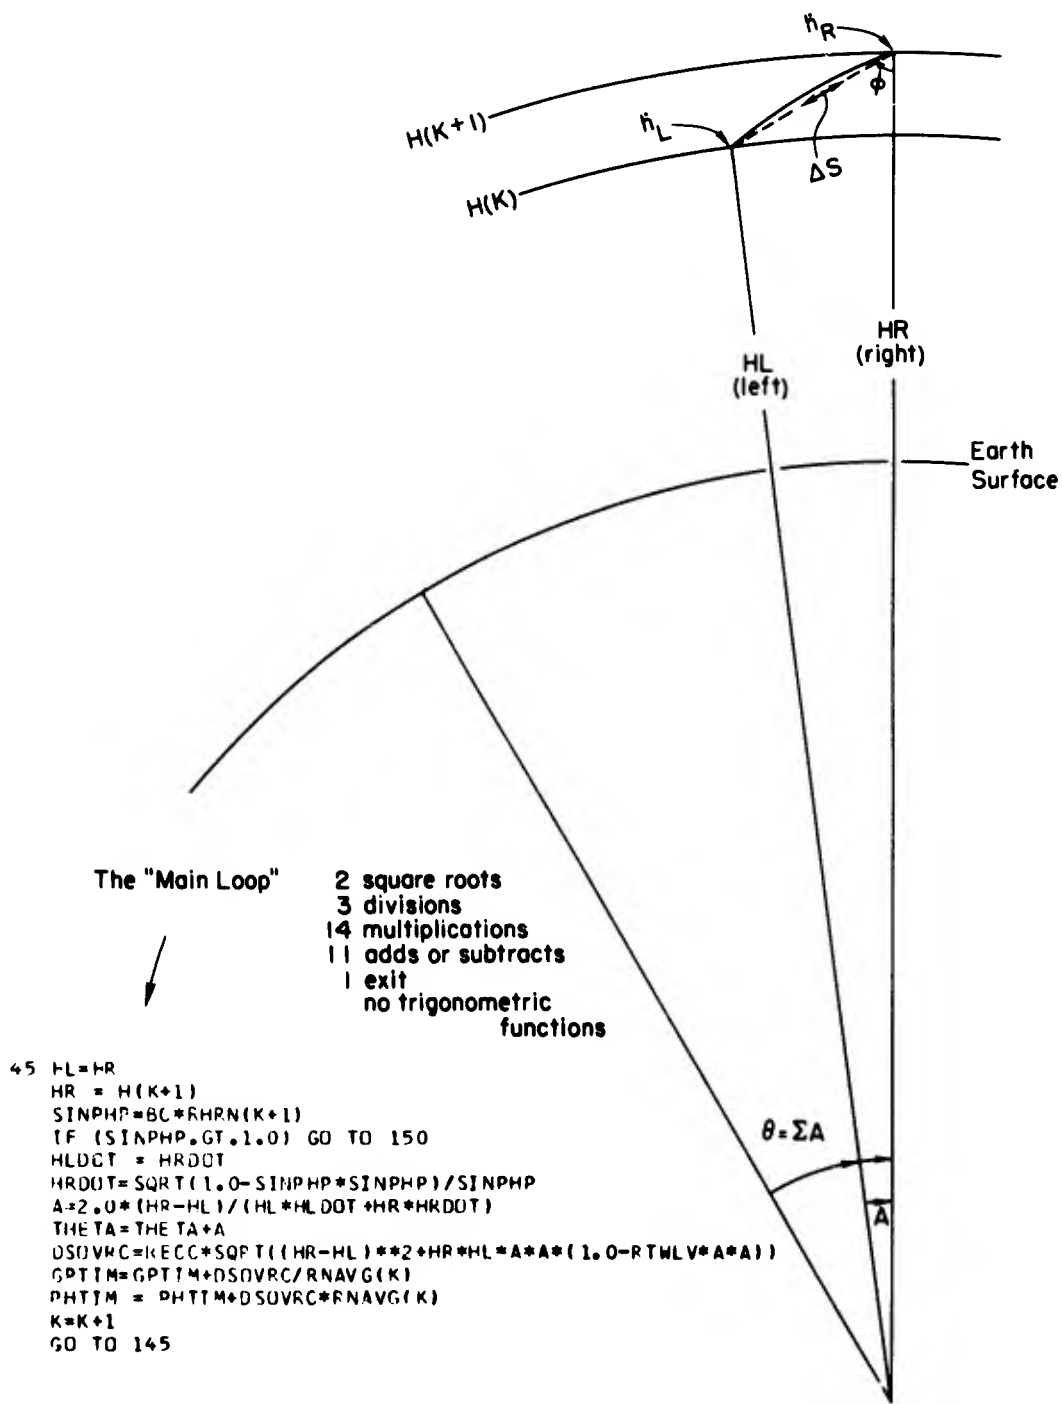 ḣR
ϕ
H(K+1)
ḣL
ΔS
H(K)
HR
(right)
HL
(left)
Earth
Surface
The "Main Loop"
2 square roots
3 divisions
14 multiplications
11 adds or subtracts
1 exit
no trigonometric
functions
θ=ΣA
A
45 HL=HR
HR = H(K+1)
SINPHP=BC*RHRN(K+1)
IF (SINPHP.GT.1.0) GO TO 150
HLDOT = HRDOT
HRDOT=SQRT(1.0-SINPHP*SINPHP)/SINPHP
A=2.0*(HR-HL)/(HL*HLDOT+HR*HRDOT)
THETA=THETA+A
DSOVRC=RECC*SQRT((HR-HL)**2+HR*HL*A*A*(1.0-RTWLV*A*A))
GPTIM=GPTIM+DSOVRC/RNAVG(K)
PHTIM = PHTIM+DSOVRC*RNAVG(K)
K=K+1
GO TO 145